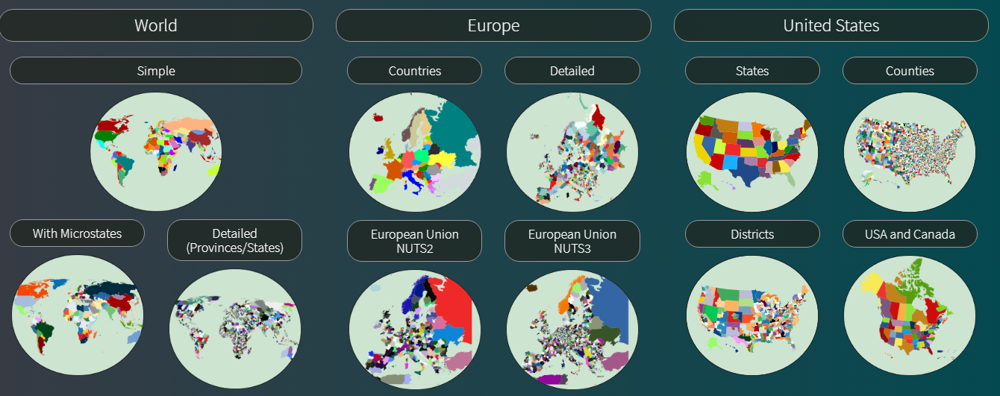 World
Europe
United States
Simple
Countries
Detailed
States
Counties
With Microstates
Detailed
(Provinces/States)
European Union
NUTS2
European Union
NUTS3
Districts
USA and Canada